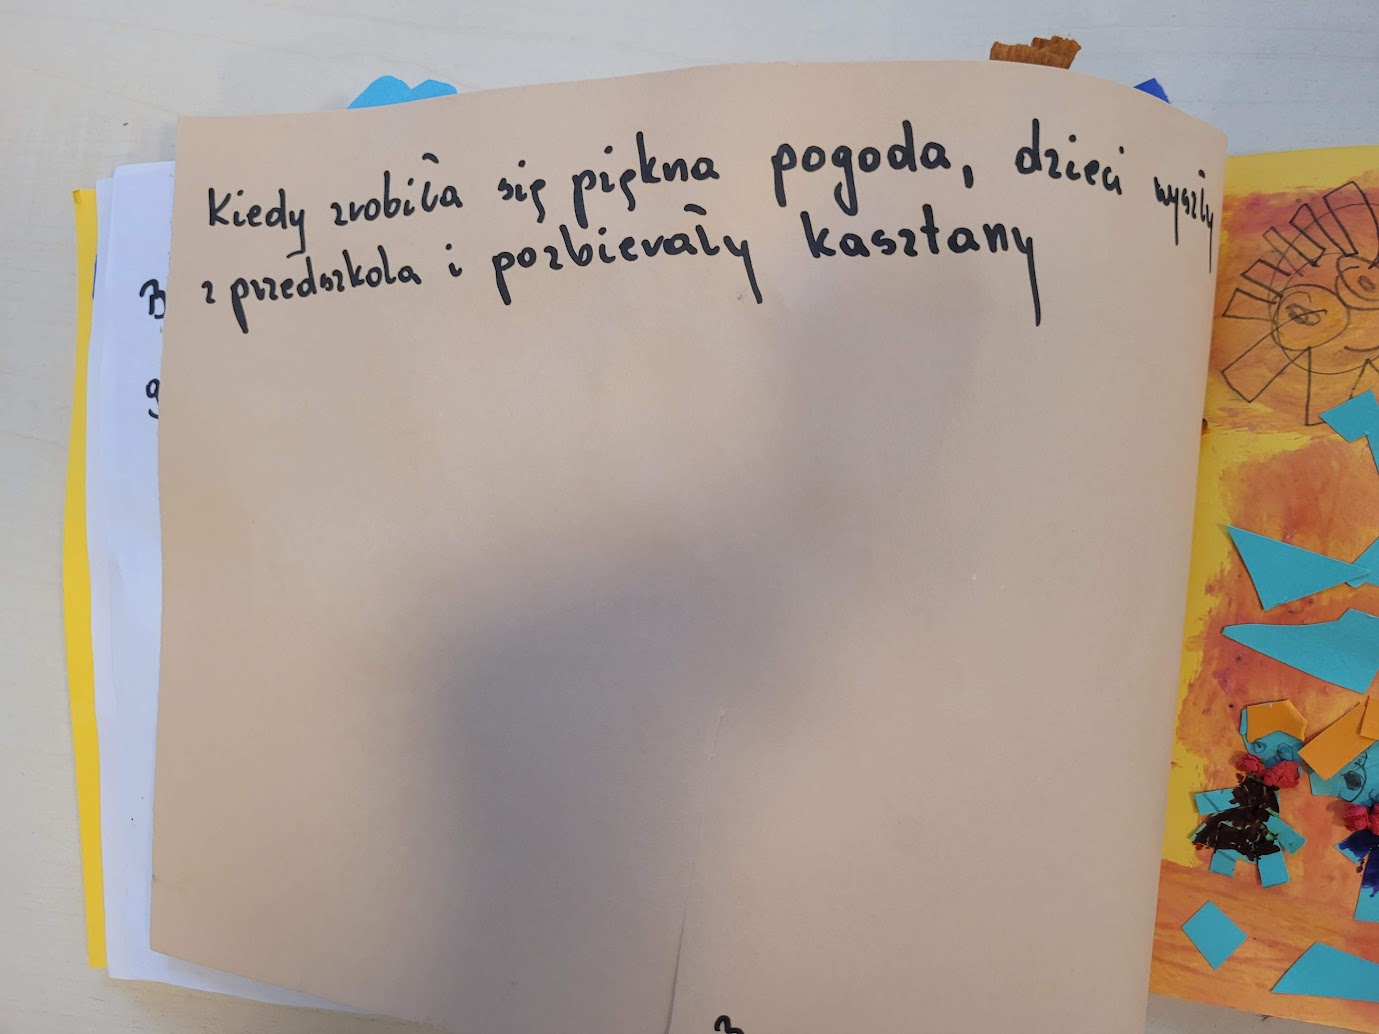 Kiedy zrobiła się piękna pogoda, dzieci wyszły
z przedszkola i pozbierały kasztany